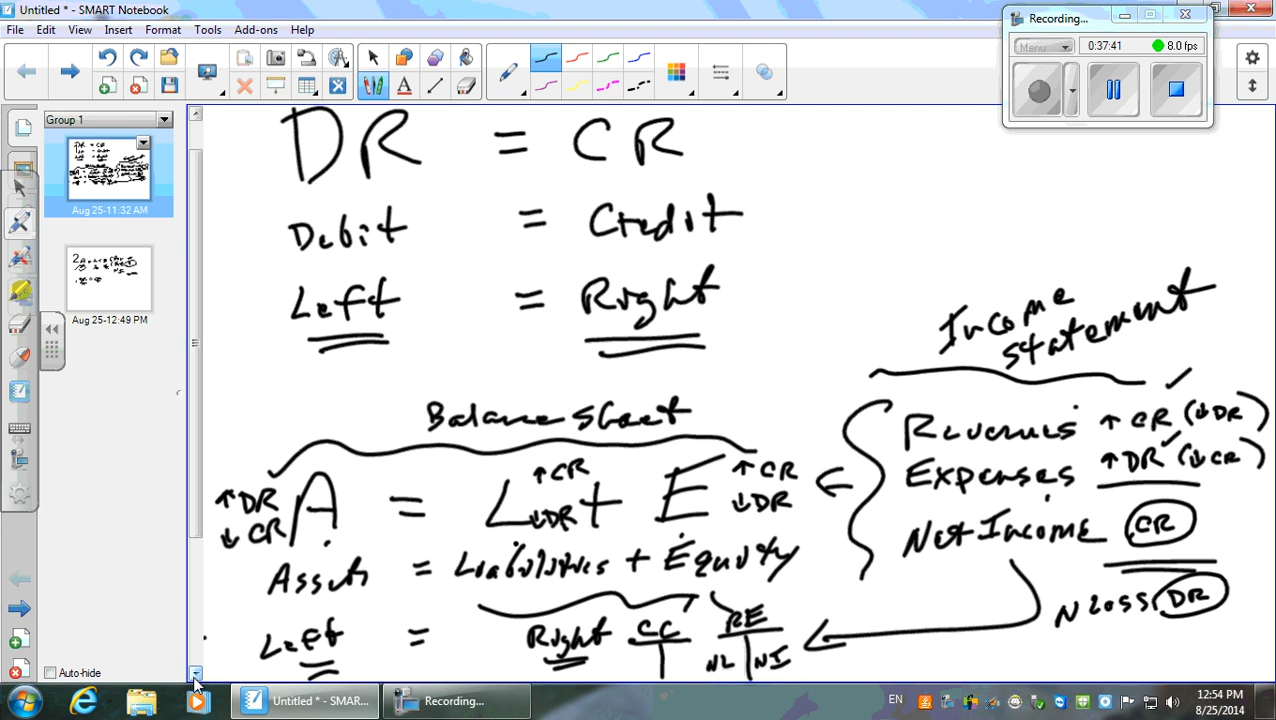 Untitled * - SMART Notebook
File Edit View Insert Format Tools Add-ons Help
Recording...
Menu
0:37:41 8.0 fps
Group 1
Aug 25-11:32 AM
Aug 25-12:49 PM
DR = CR
Debit = Credit
Left = Right
Income
statement
Balance sheet
Revenues ↑ CR (↓DR)
Expenses ↑DR (↓CR)
Net Income CR
N Loss DR
↑DR ↓CR A = L ↑CR ↓DR + E ↑CR ↓DR
Assets = Liabilities + Equity
Left = Right CC RE
NL NI
Auto-hide
Untitled * - SMAR...
Recording...
EN
12:54 PM
8/25/2014